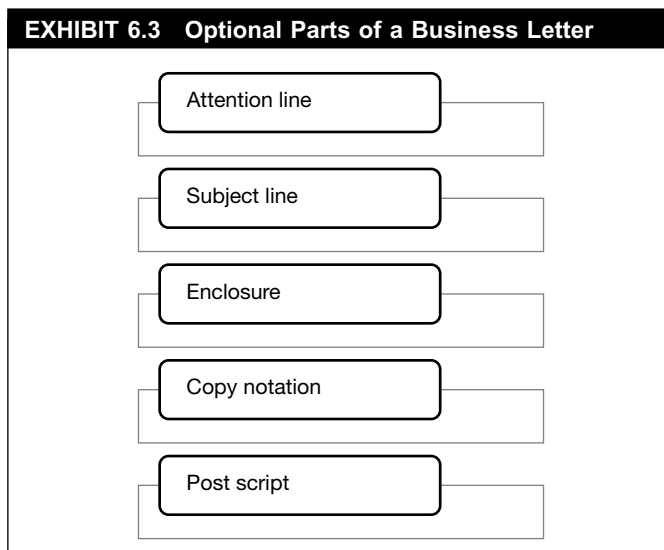 EXHIBIT 6.3 Optional Parts of a Business Letter
Attention line
Subject line
Enclosure
Copy notation
Post script